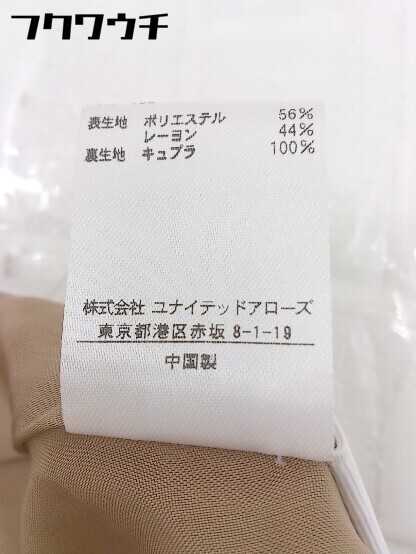 フクワウチ
表生地 ポリエステル 56%
レーヨン 44%
裏生地 キュプラ 100%
株式会社 ユナイテッドアローズ
東京都港区赤坂 8-1-19
中国製